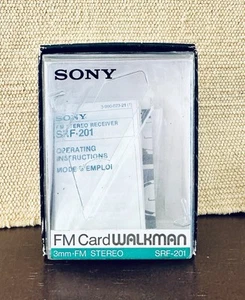 SONY
SONY
FM STEREO RECEIVER
SRF-201
OPERATING
INSTRUCTIONS
MODE D'EMPLOI
FM Card WALKMAN
3mm·FM STEREO SRF-201